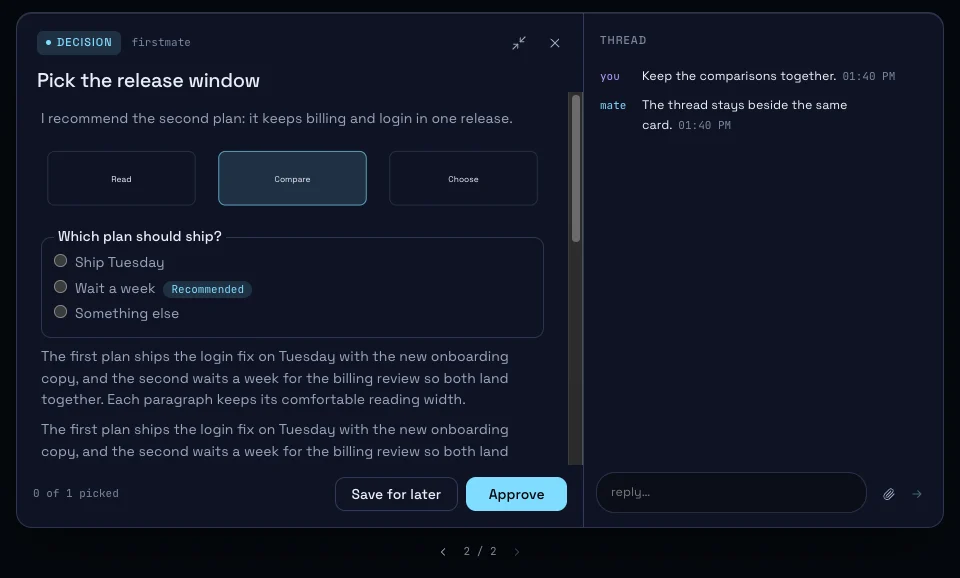 DECISION firstmate
Pick the release window
I recommend the second plan: it keeps billing and login in one release.
Read
Compare
Choose
Which plan should ship?
Ship Tuesday
Wait a week Recommended
Something else
The first plan ships the login fix on Tuesday with the new onboarding
copy, and the second waits a week for the billing review so both land
together. Each paragraph keeps its comfortable reading width.
The first plan ships the login fix on Tuesday with the new onboarding
copy, and the second waits a week for the billing review so both land
0 of 1 picked
Save for later
Approve
THREAD
you Keep the comparisons together. 01:40 PM
mate The thread stays beside the same
card. 01:40 PM
reply…
2 / 2